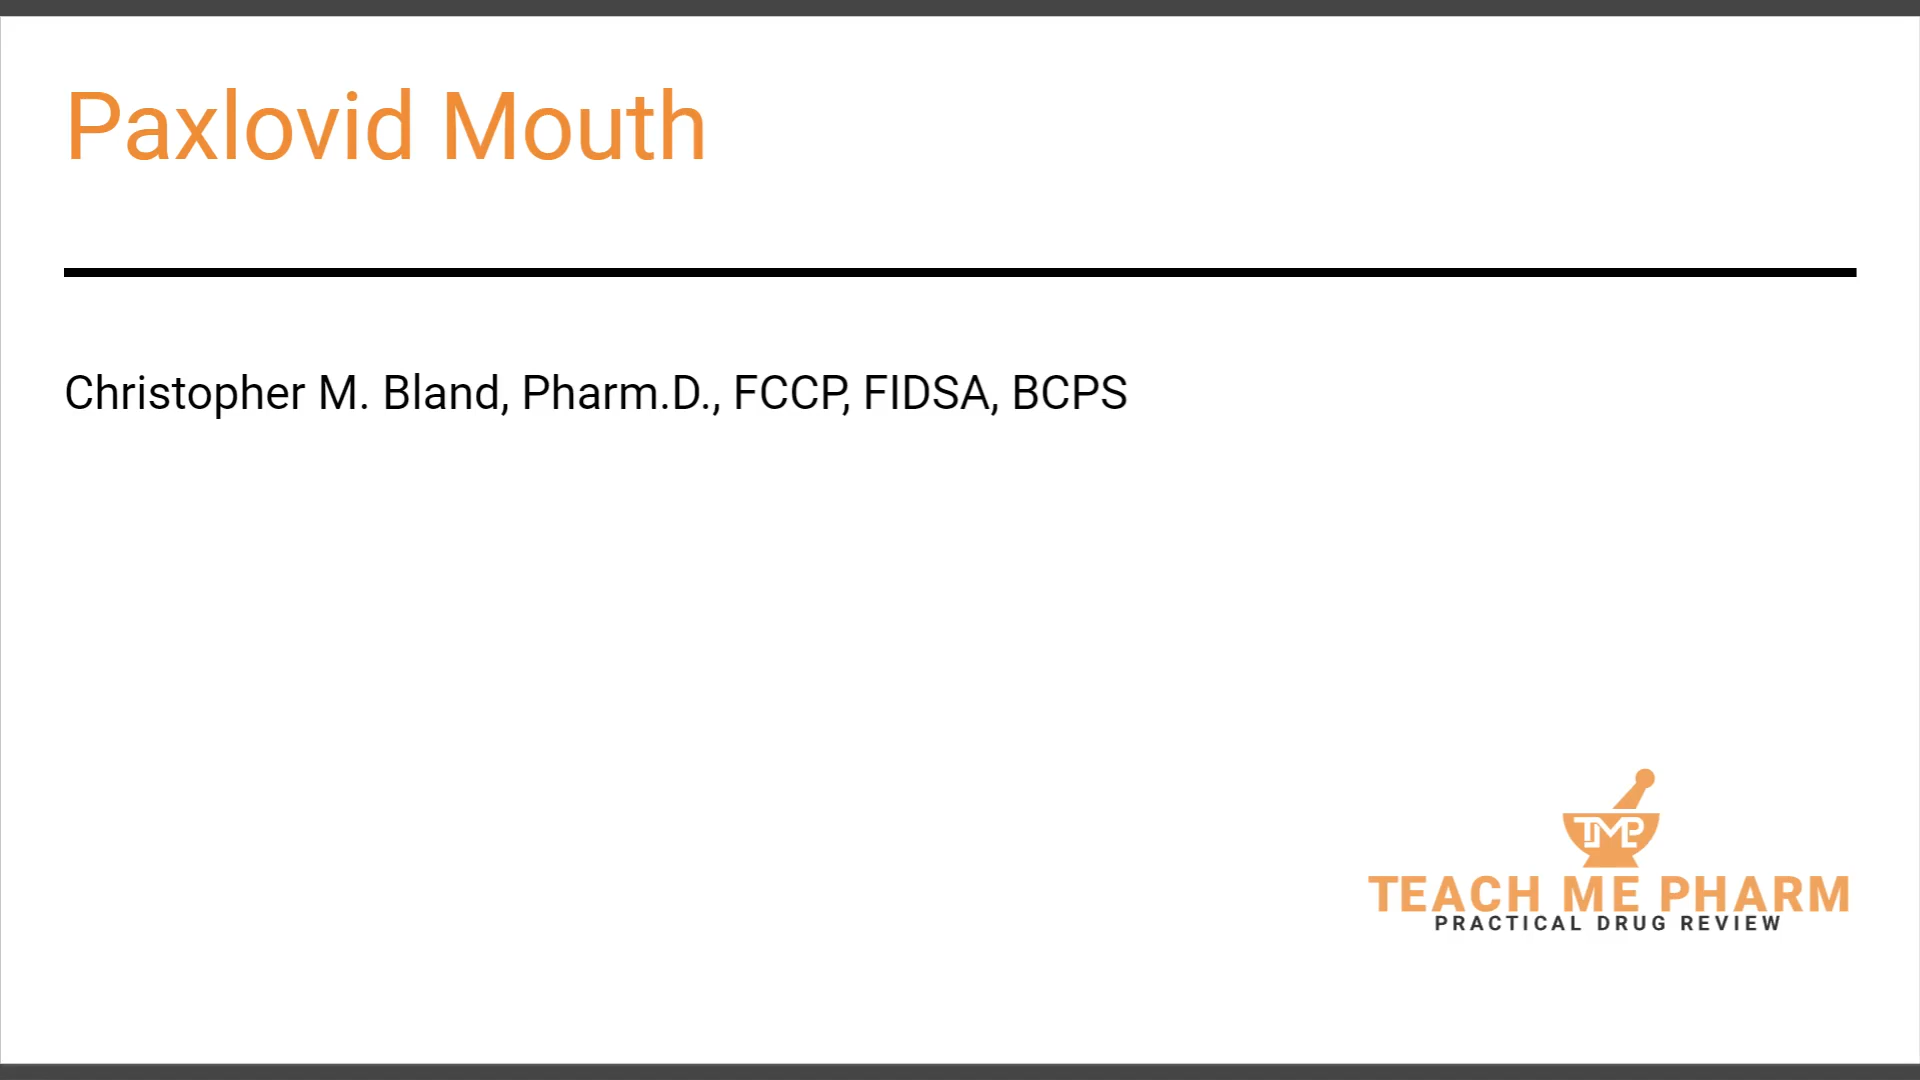 Paxlovid Mouth
Christopher M. Bland, Pharm.D., FCCP, FIDSA, BCPS
TMP
TEACH ME PHARM
PRACTICAL DRUG REVIEW